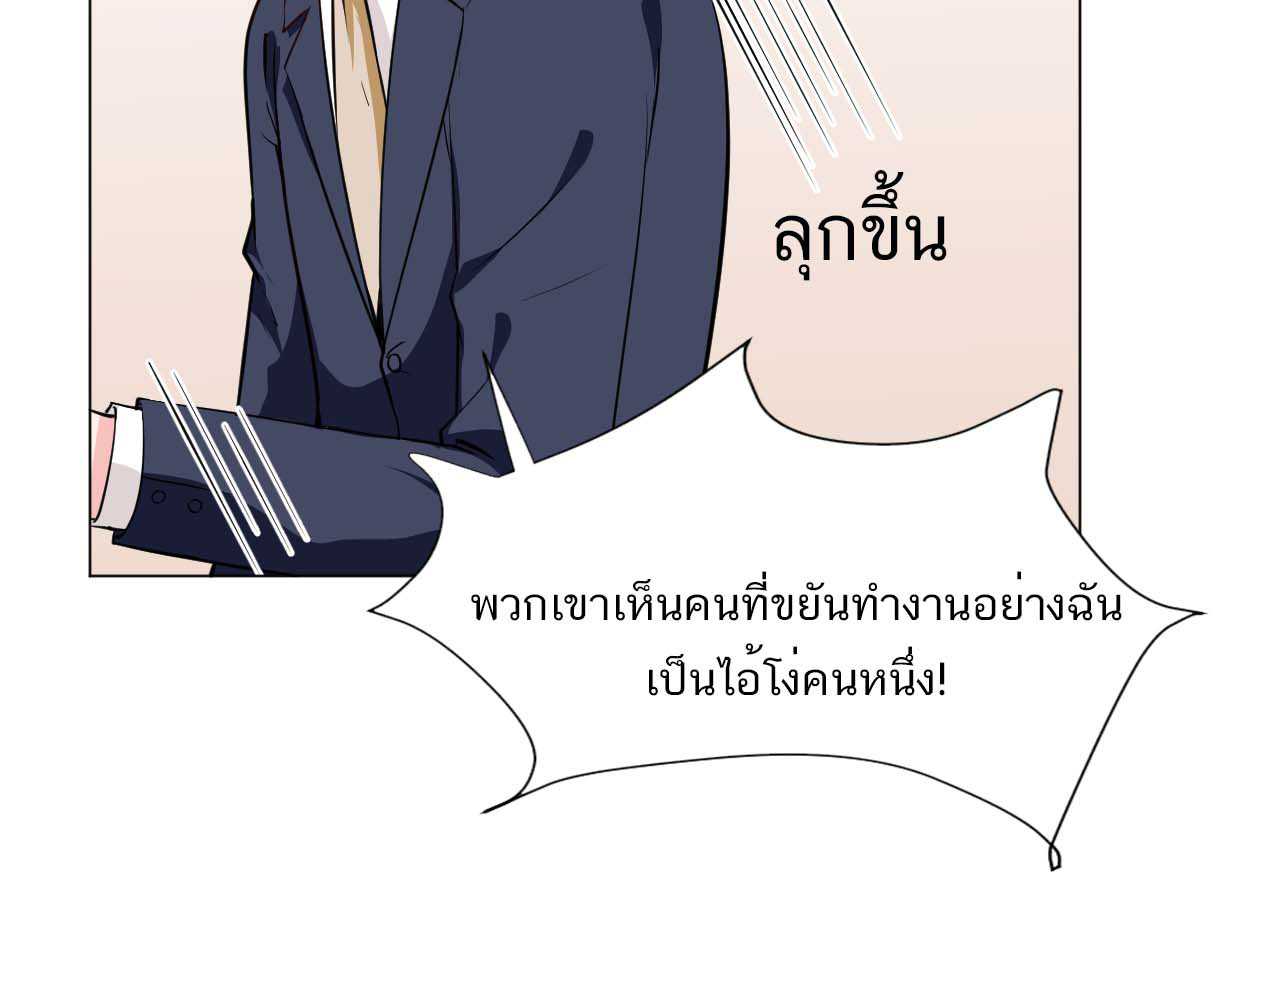 ลุกขึ้น
พวกเขาเห็นคนที่ขยันทำงานอย่างฉัน
เป็นไอ้โง่คนหนึ่ง!